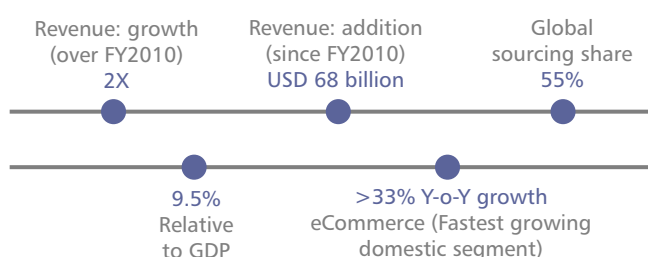 Revenue: growth
(over FY2010)
2X
Revenue: addition
(since FY2010)
USD 68 billion
Global
sourcing share
55%
9.5%
Relative
to GDP
>33% Y-o-Y growth
eCommerce (Fastest growing
domestic segment)